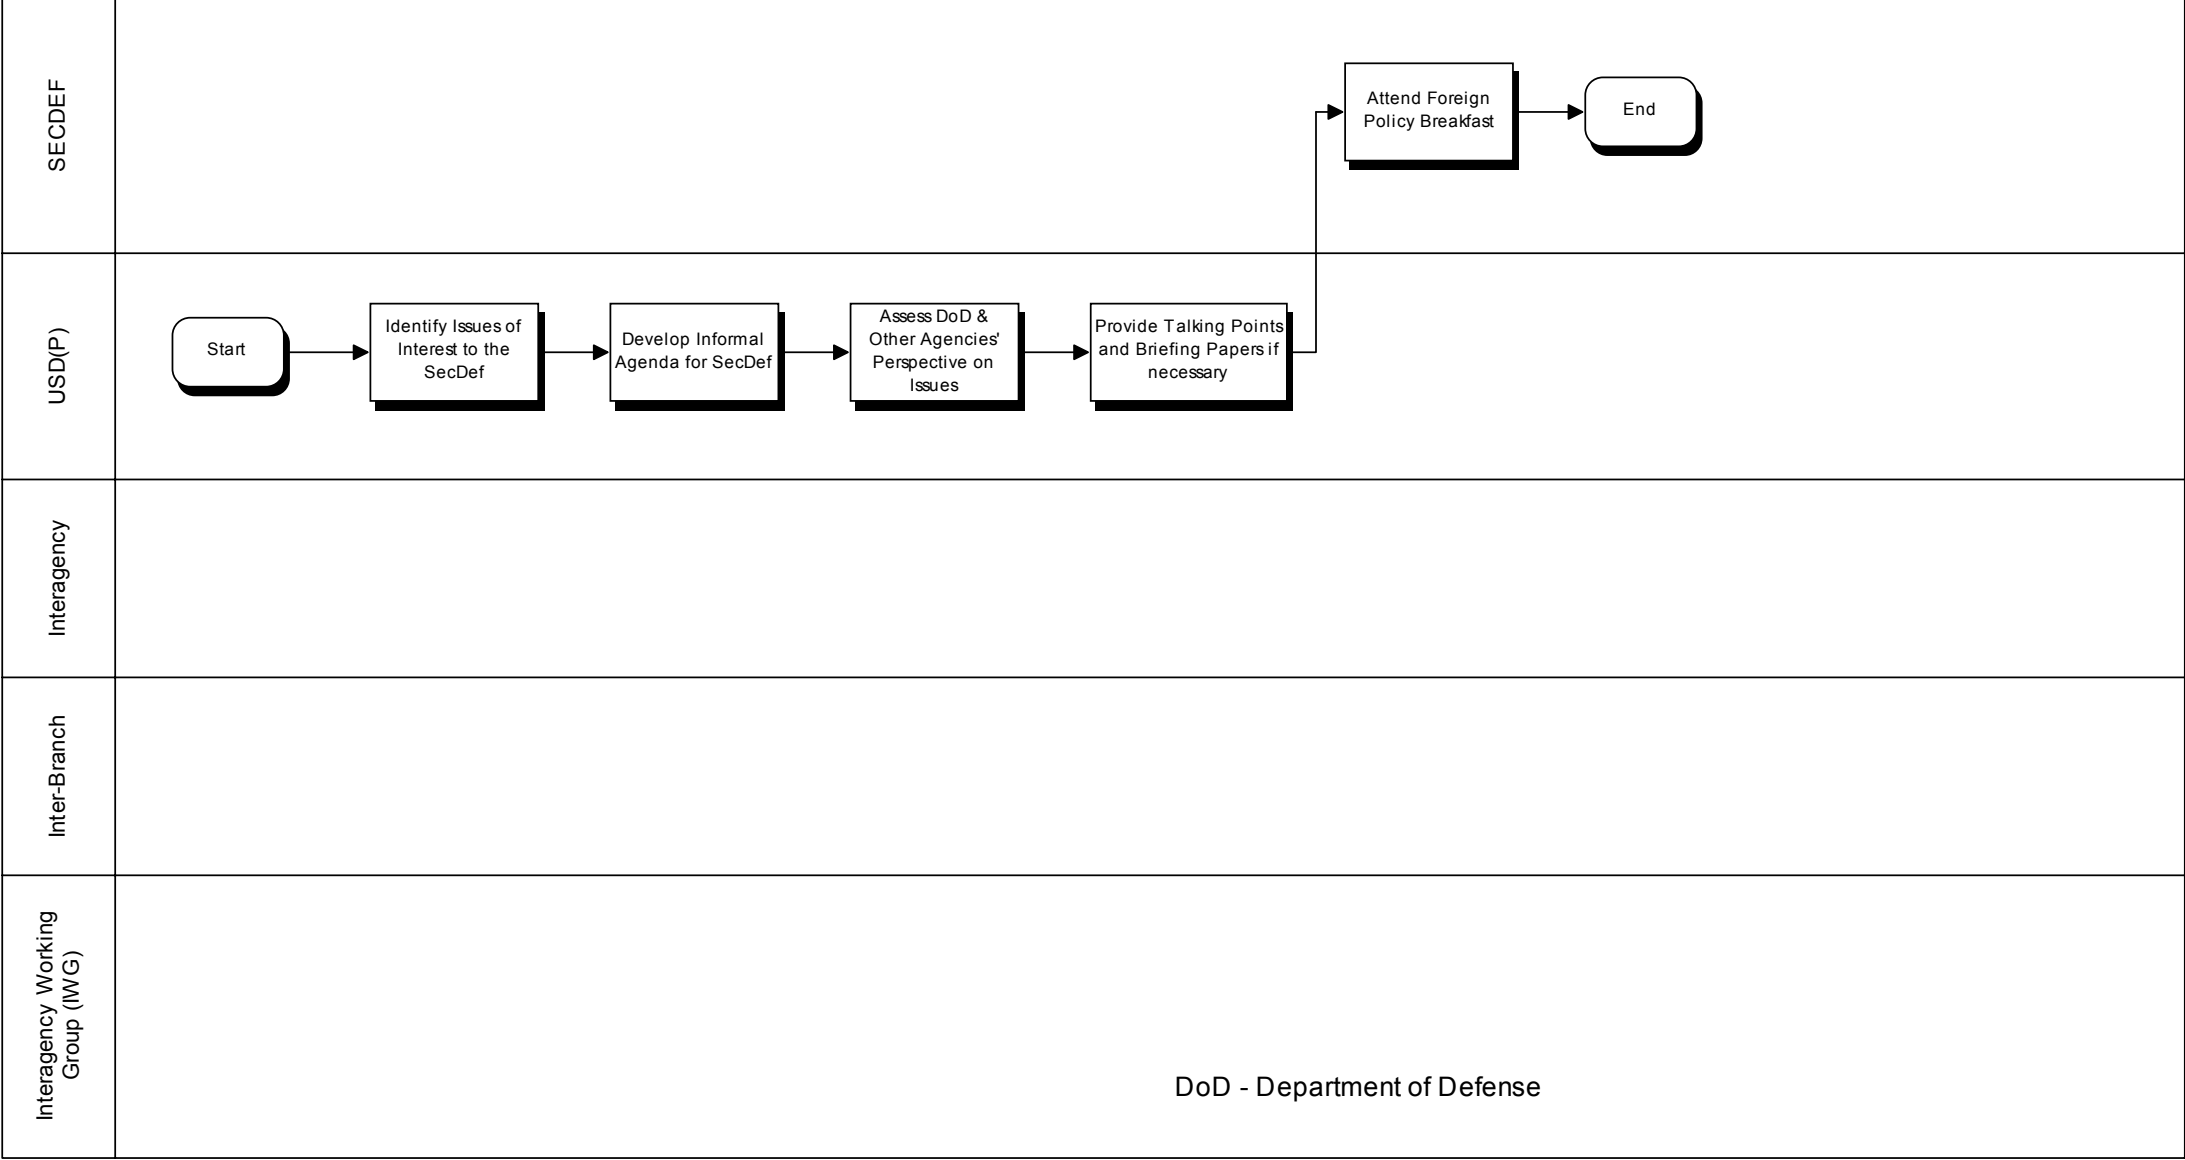 SECDEF
Attend Foreign
Policy Breakfast
End
USD(P)
Start
Identify Issues of
Interest to the
SecDef
Develop Informal
Agenda for SecDef
Assess DoD &
Other Agencies'
Perspective on
Issues
Provide Talking Points
and Briefing Papers if
necessary
Interagency
Inter-Branch
Interagency Working
Group (IWG)
DoD - Department of Defense